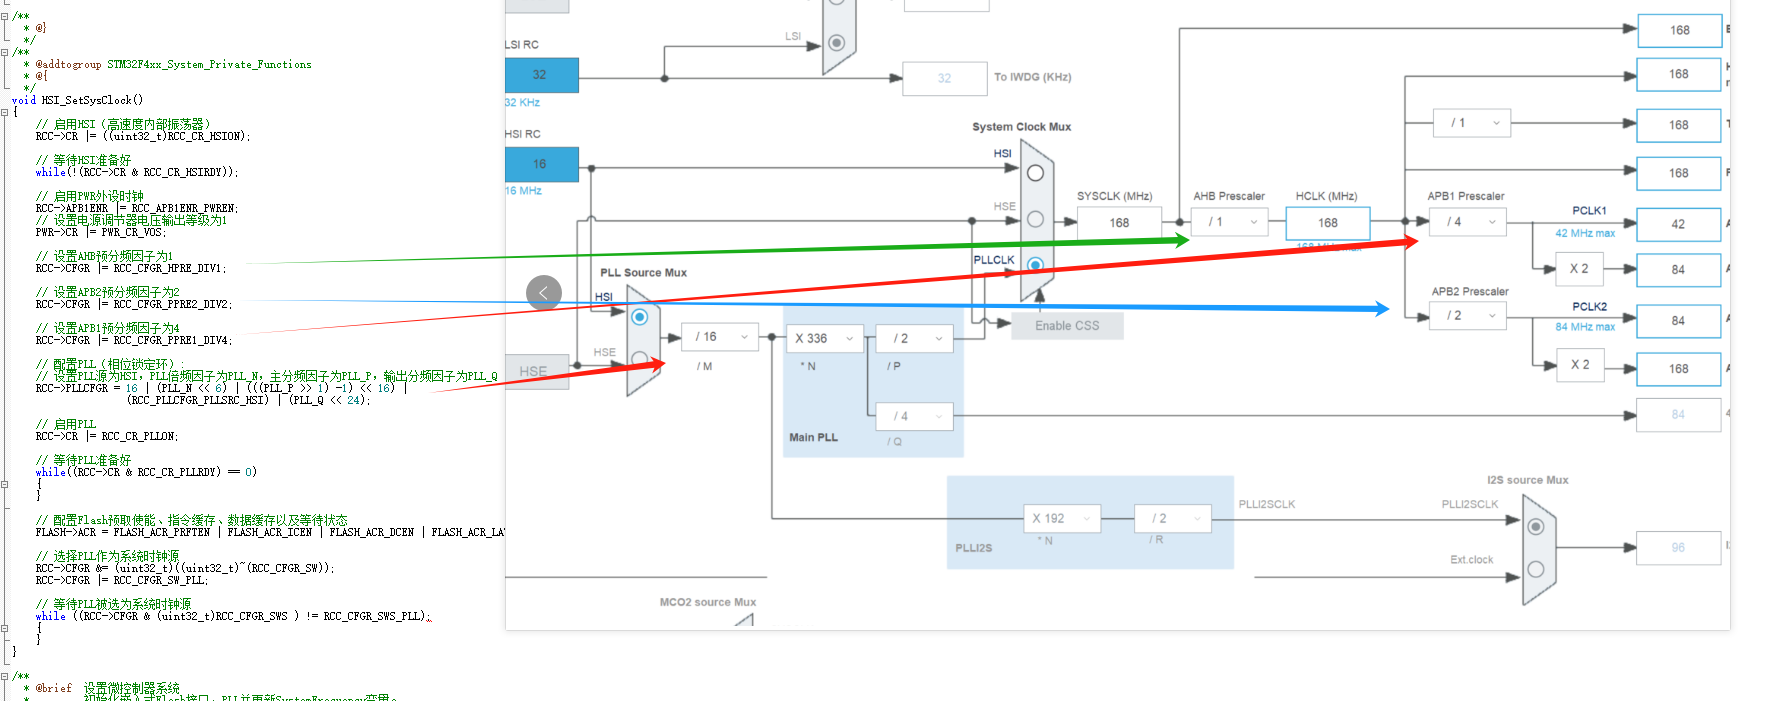 /**
* @}
*/
/**
* @addtogroup STM32F4xx_System_Private_Functions
* @{
*/
void HSI_SetSysClock()
{
// 启用HSI（高速度内部振荡器）
RCC->CR |= ((uint32_t)RCC_CR_HSION);
// 等待HSI准备好
while(!(RCC->CR & RCC_CR_HSIRDY));
// 启用PWR外设时钟
RCC->APB1ENR |= RCC_APB1ENR_PWREN;
// 设置电源调节器电压输出等级为1
PWR->CR |= PWR_CR_VOS;
// 设置AHB预分频因子为1
RCC->CFGR |= RCC_CFGR_HPRE_DIV1;
// 设置APB2预分频因子为2
RCC->CFGR |= RCC_CFGR_PPRE2_DIV2;
// 设置APB1预分频因子为4
RCC->CFGR |= RCC_CFGR_PPRE1_DIV4;
// 配置PLL（相位锁定环）:
// 设置PLL源为HSI，PLL倍频因子为PLL_N，主分频因子为PLL_P，输出分频因子为PLL_Q
RCC->PLLCFGR = 16 | (PLL_N << 6) | (((PLL_P >> 1) -1) << 16) |
(RCC_PLLCFGR_PLLSRC_HSI) | (PLL_Q << 24);
// 启用PLL
RCC->CR |= RCC_CR_PLLON;
// 等待PLL准备好
while((RCC->CR & RCC_CR_PLLRDY) == 0)
{
}
// 配置Flash预取使能、指令缓存、数据缓存以及等待状态
FLASH->ACR = FLASH_ACR_PRFTEN | FLASH_ACR_ICEN | FLASH_ACR_DCEN | FLASH_ACR_LA
// 选择PLL作为系统时钟源
RCC->CFGR &= (uint32_t)((uint32_t)~(RCC_CFGR_SW));
RCC->CFGR |= RCC_CFGR_SW_PLL;
// 等待PLL被选为系统时钟源
while ((RCC->CFGR & (uint32_t)RCC_CFGR_SWS ) != RCC_CFGR_SWS_PLL);
{
}
}
/**
* @brief 设置微控制器系统
LSI
LSI RC
32
32 KHz
32
To IWDG (KHz)
HSI RC
16
16 MHz
System Clock Mux
HSI
HSE
PLLCLK
SYSCLK (MHz)
168
AHB Prescaler
/ 1
HCLK (MHz)
168
168 MHz max
APB1 Prescaler
/ 4
PCLK1
42 MHz max
X 2
APB2 Prescaler
/ 2
PCLK2
84 MHz max
X 2
/ 1
168
168
168
168
42
84
84
168
84
PLL Source Mux
HSI
HSE
HSE
/ 16
/ M
X 336
* N
/ 2
/ P
/ 4
/ Q
Main PLL
Enable CSS
X 192
* N
/ 2
/ R
PLLI2S
PLLI2SCLK
PLLI2SCLK
I2S source Mux
Ext.clock
96
MCO2 source Mux